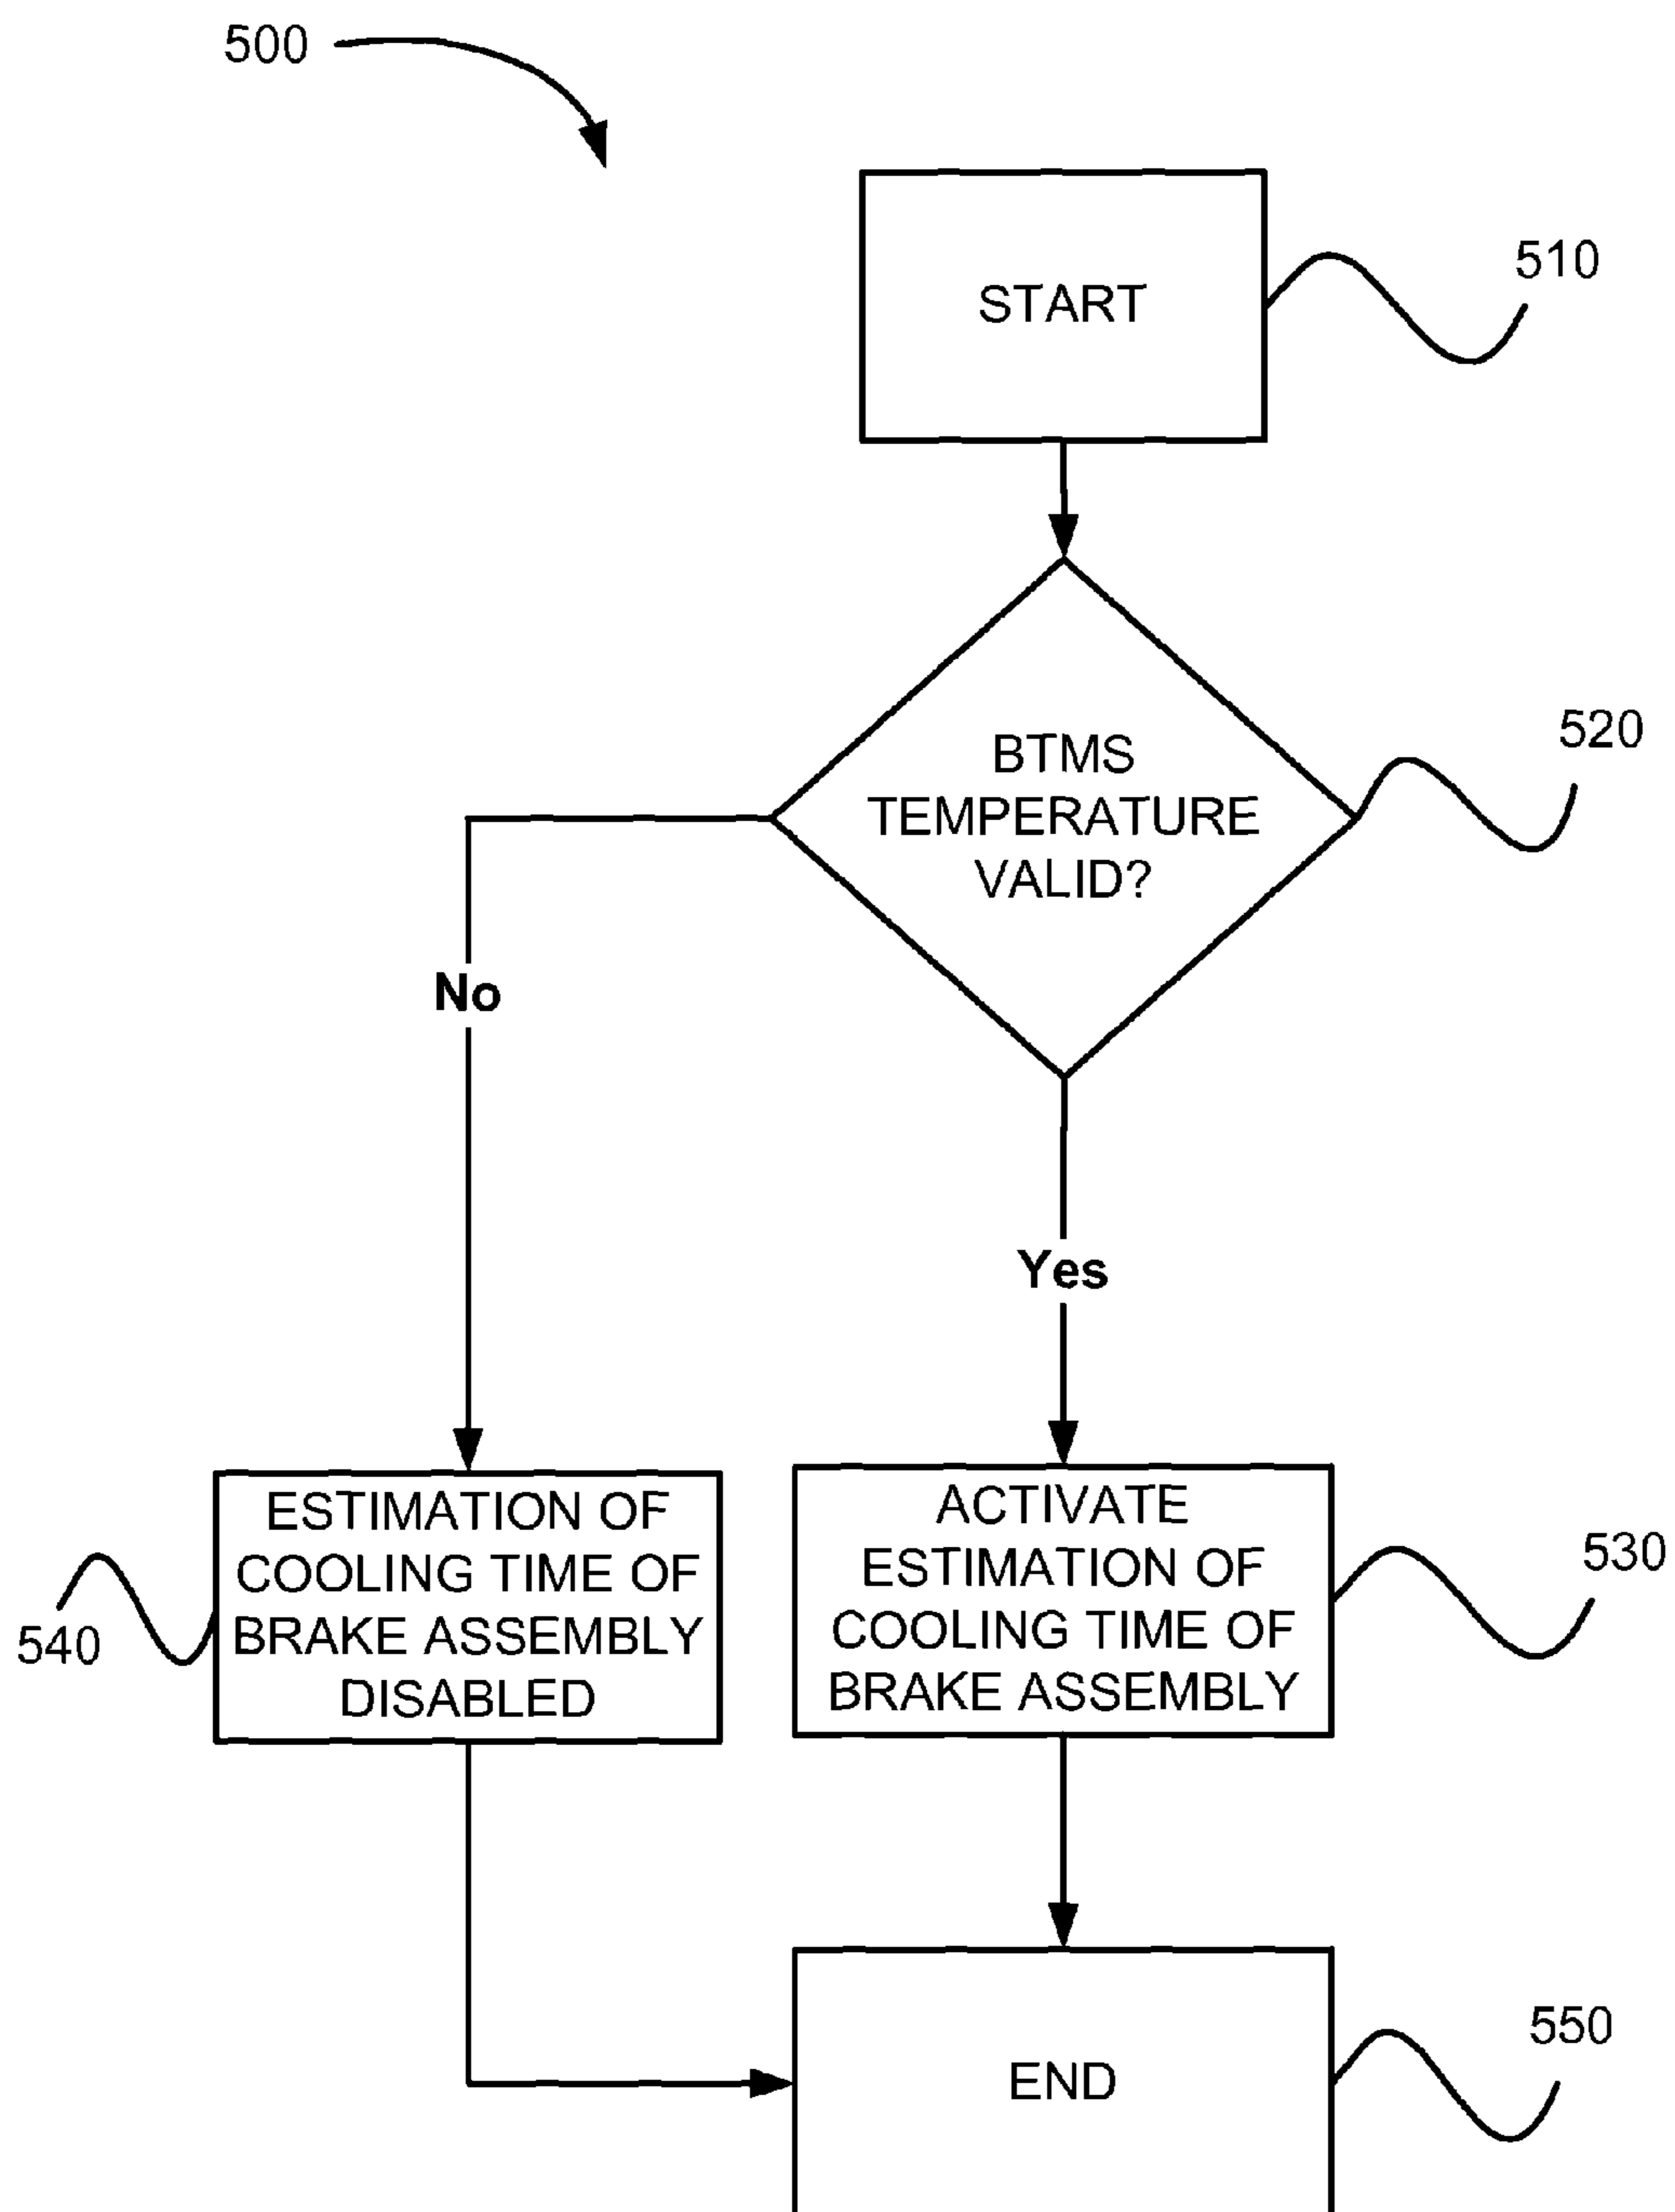 500
START
510
BTMS
TEMPERATURE
VALID?
520
No
Yes
ESTIMATION OF
COOLING TIME OF
BRAKE ASSEMBLY
DISABLED
540
ACTIVATE
ESTIMATION OF
COOLING TIME OF
BRAKE ASSEMBLY
530
END
550